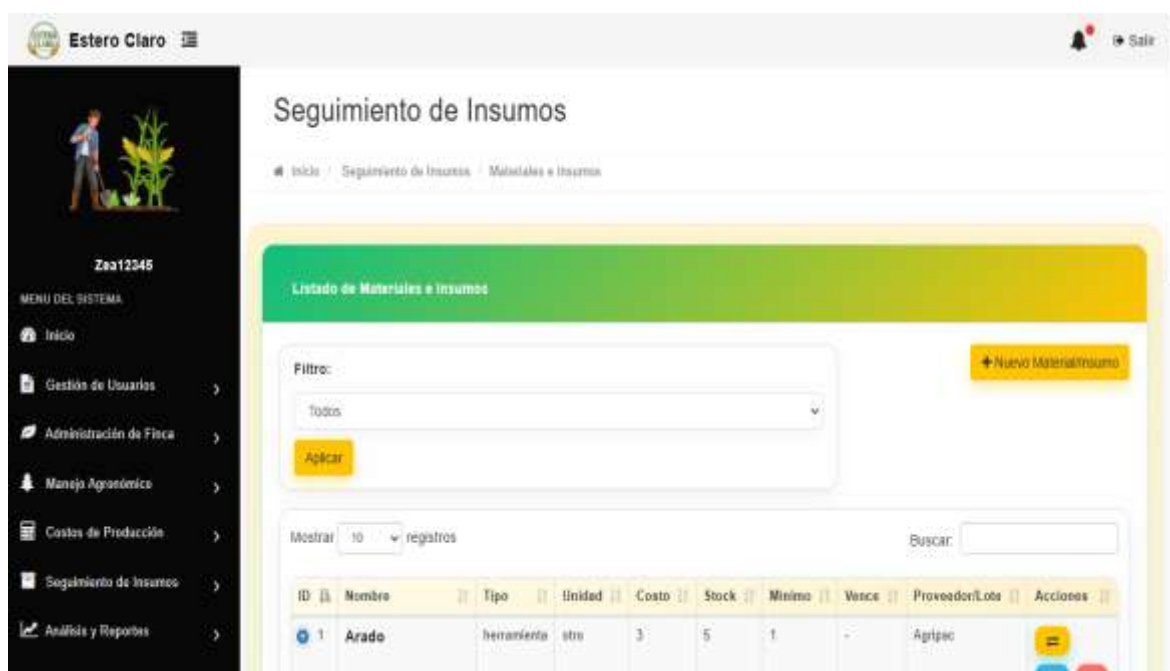 Estero Claro
Salir
Seguimiento de Insumos
Inicio / Seguimiento de Insumos / Materiales e Insumos
Zea12345
MENU DEL SISTEMA
Inicio
Gestión de Usuarios
Administración de Finca
Manejo Agronómico
Costos de Producción
Seguimiento de Insumos
Análisis y Reportes
Listado de Materiales e Insumos
+Nuevo Material/Insumo
Filtro:
Todos
Aplicar
Mostrar 10 registros
Buscar:
ID Nombre Tipo Unidad Costo Stock Minimo Vence Proveedor/Lote Acciones
1 Arado herramienta otro 3 5 1 - Agripac